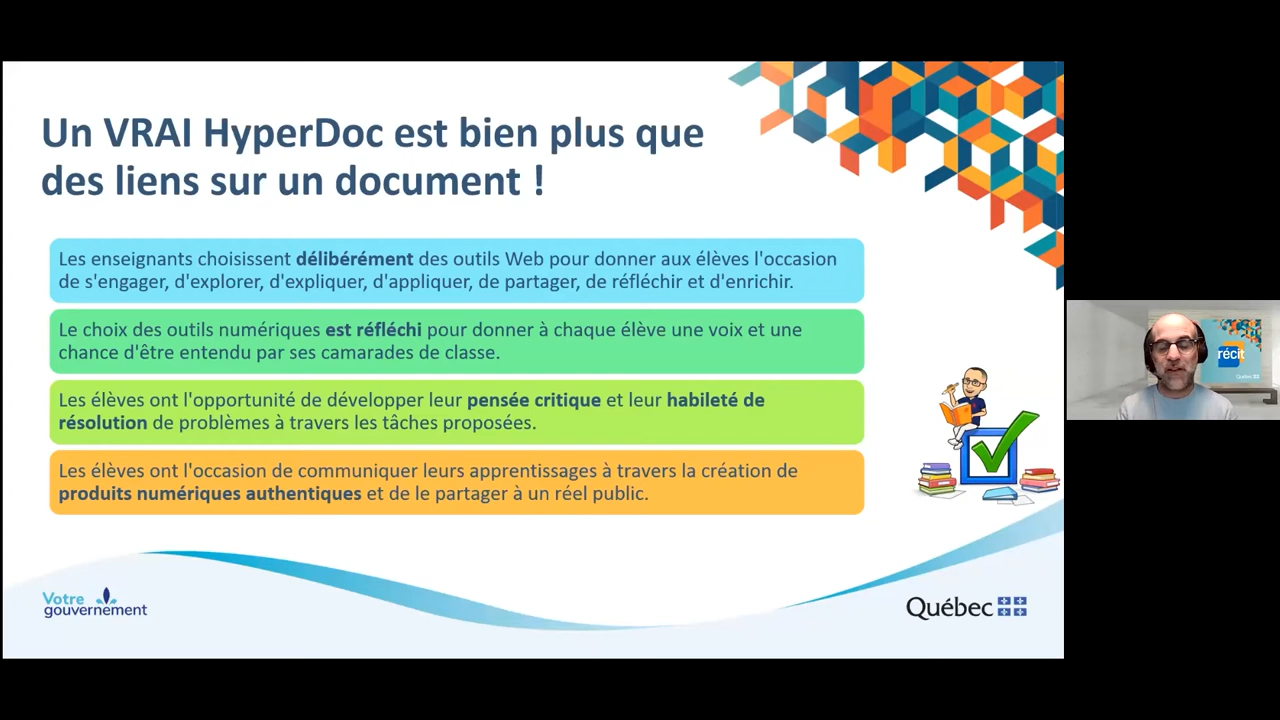 Un VRAI HyperDoc est bien plus que
des liens sur un document !
Les enseignants choisissent délibérément des outils Web pour donner aux élèves l'occasion
de s'engager, d'explorer, d'expliquer, d'appliquer, de partager, de réfléchir et d'enrichir.
Le choix des outils numériques est réfléchi pour donner à chaque élève une voix et une
chance d'être entendu par ses camarades de classe.
Les élèves ont l'opportunité de développer leur pensée critique et leur habileté de
résolution de problèmes à travers les tâches proposées.
Les élèves ont l'occasion de communiquer leurs apprentissages à travers la création de
produits numériques authentiques et de le partager à un réel public.
Votre
gouvernement
Québec
récit
Québec